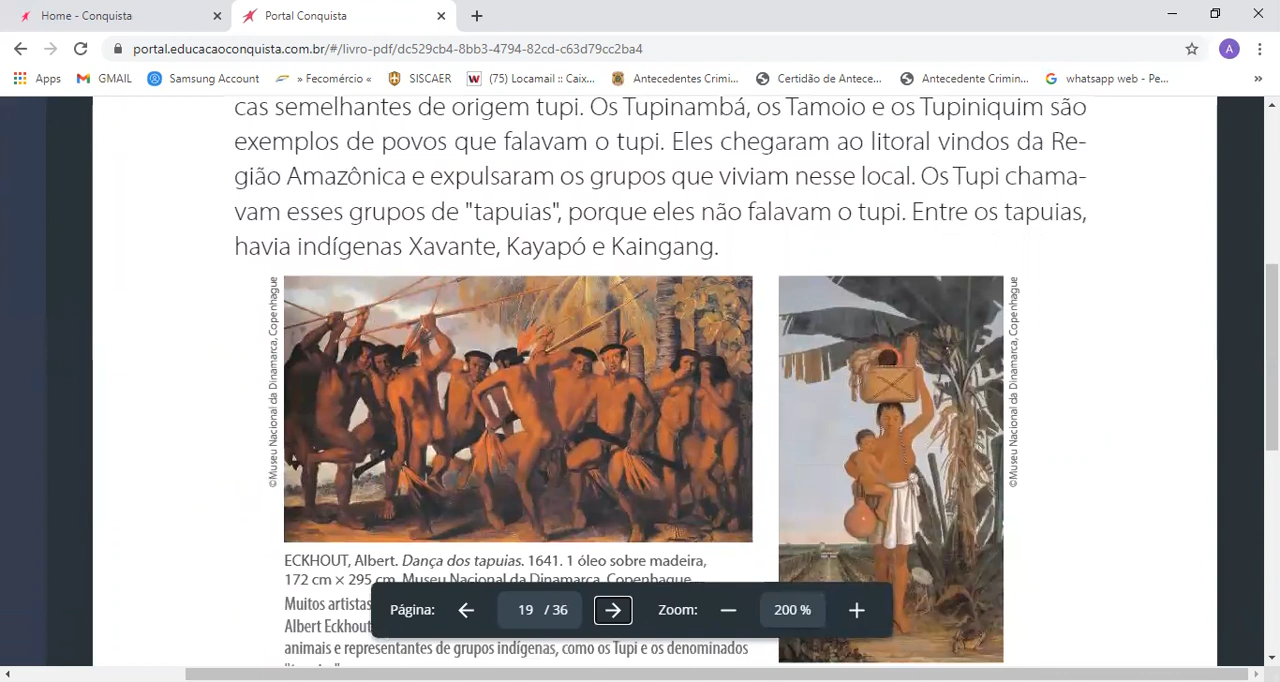 Home - Conquista
Portal Conquista
portal.educacaoconquista.com.br/#/livro-pdf/dc529cb4-8bb3-4794-82cd-c63d79cc2ba4
A
Apps
GMAIL
Samsung Account
» Fecomércio «
SISCAER
(75) Locamail :: Caix...
Antecedentes Crimi...
Certidão de Antece...
Antecedente Crimin...
whatsapp web - Pe...
»
cas semelhantes de origem tupi. Os Tupinambá, os Tamoio e os Tupiniquim são
exemplos de povos que falavam o tupi. Eles chegaram ao litoral vindos da Re-
gião Amazônica e expulsaram os grupos que viviam nesse local. Os Tupi chama-
vam esses grupos de "tapuias", porque eles não falavam o tupi. Entre os tapuias,
havia indígenas Xavante, Kayapó e Kaingang.
©Museu Nacional da Dinamarca, Copenhague
©Museu Nacional da Dinamarca, Copenhague
ECKHOUT, Albert. Dança dos tapuias. 1641. 1 óleo sobre madeira,
172 cm × 295 cm. Museu Nacional da Dinamarca, Copenhague.
Muitos artistas
Albert Eckhout
animais e representantes de grupos indígenas, como os Tupi e os denominados
Página:
19 / 36
Zoom:
200 %